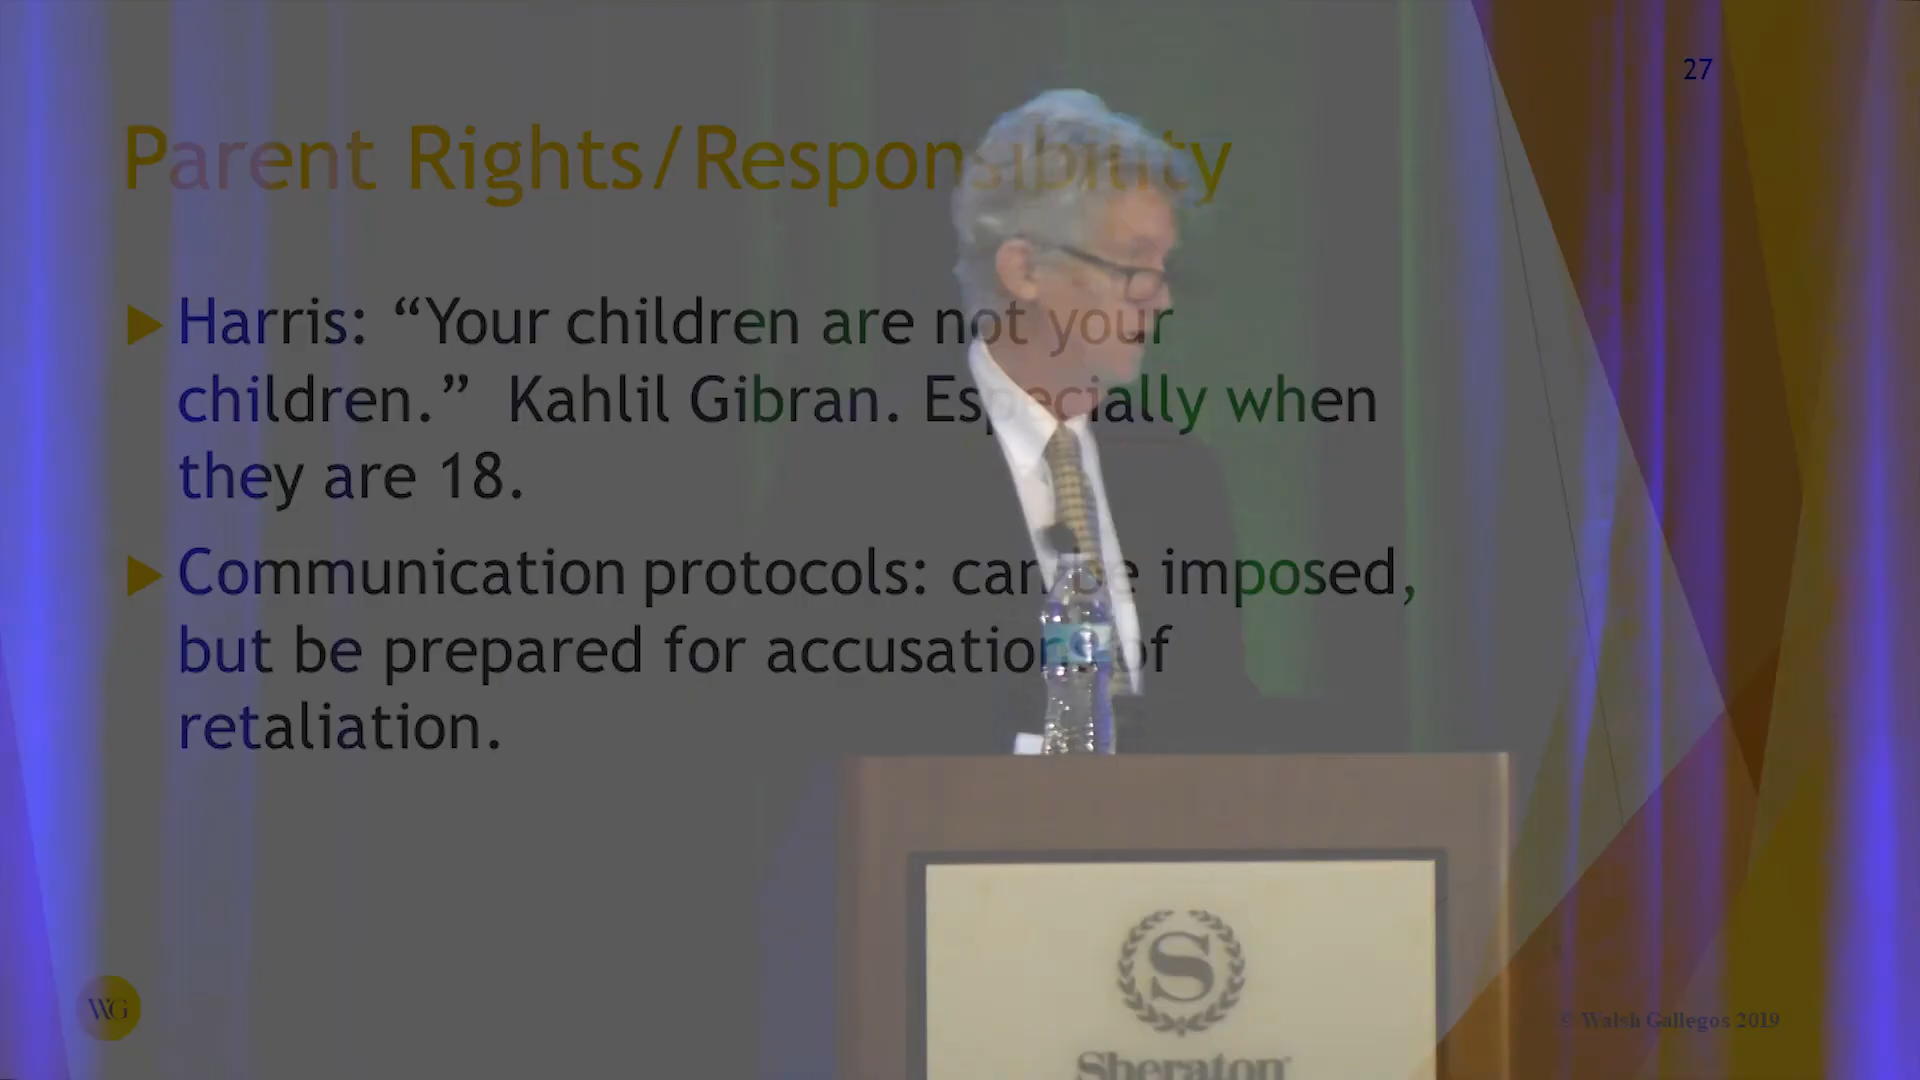 27
Parent Rights/Responsibility
Harris: “Your children are not your
children.” Kahlil Gibran. Especially when
they are 18.
Communication protocols: can be imposed,
but be prepared for accusations of
retaliation.
WG
© Walsh Gallegos 2019
S
Sheraton